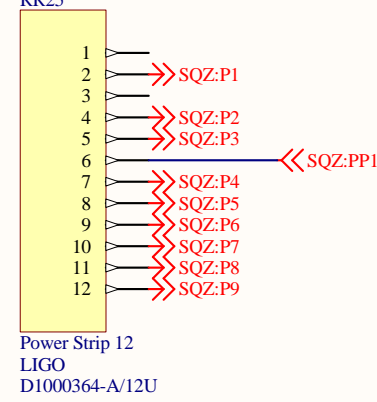 RR25
1
2 SQZ:P1
3
4 SQZ:P2
5 SQZ:P3
6 SQZ:PP1
7 SQZ:P4
8 SQZ:P5
9 SQZ:P6
10 SQZ:P7
11 SQZ:P8
12 SQZ:P9
Power Strip 12
LIGO
D1000364-A/12U